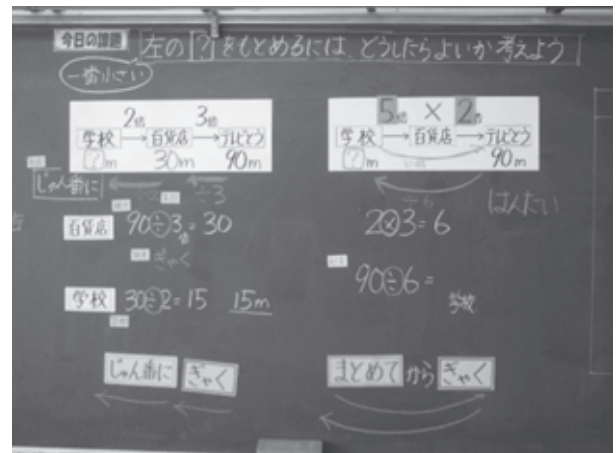 今日の課題 左の[?]をもとめるには、どうしたらよいか考えよう
一番小さい
2倍 3倍
学校→百貨店→テレビとう
?m 30m 90m
じゅん番に ÷3
百貨店 90÷3=30
ぎゃく
学校 30÷2=15 15m
じゅん番に ぎゃく
5倍 × 2倍
学校→百貨店→テレビとう
?m 90m
÷6
はんたい
2×3=6
90÷6=
学校
まとめて から ぎゃく